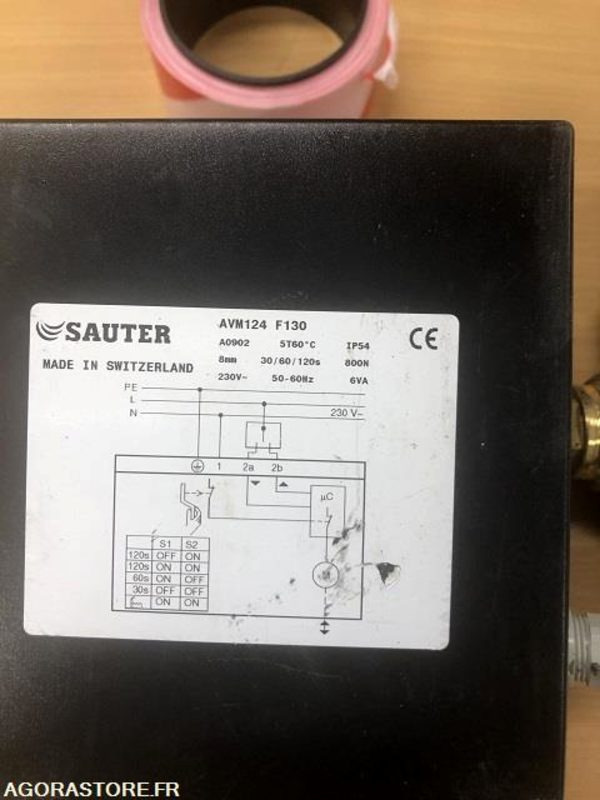 SAUTER
MADE IN SWITZERLAND
AVM124 F130
A0902 5T60°C IP54
8mm 30/60/120s 800N
230V~ 50-60Hz 6VA
CE
PE
L
N 230 V~
1 2a 2b
µC
S1 S2
120s OFF ON
120s ON ON
60s ON OFF
30s OFF OFF
ON ON
AGORASTORE.FR